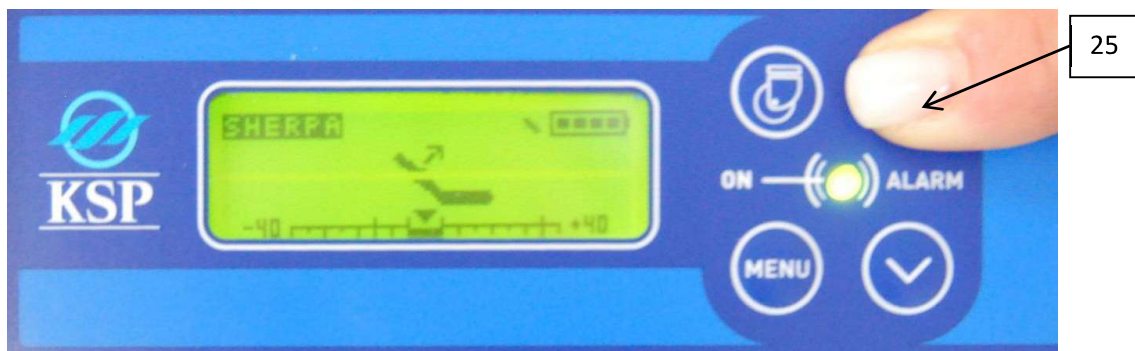 25
SHERPA
KSP
ON ALARM
-40 +40
MENU